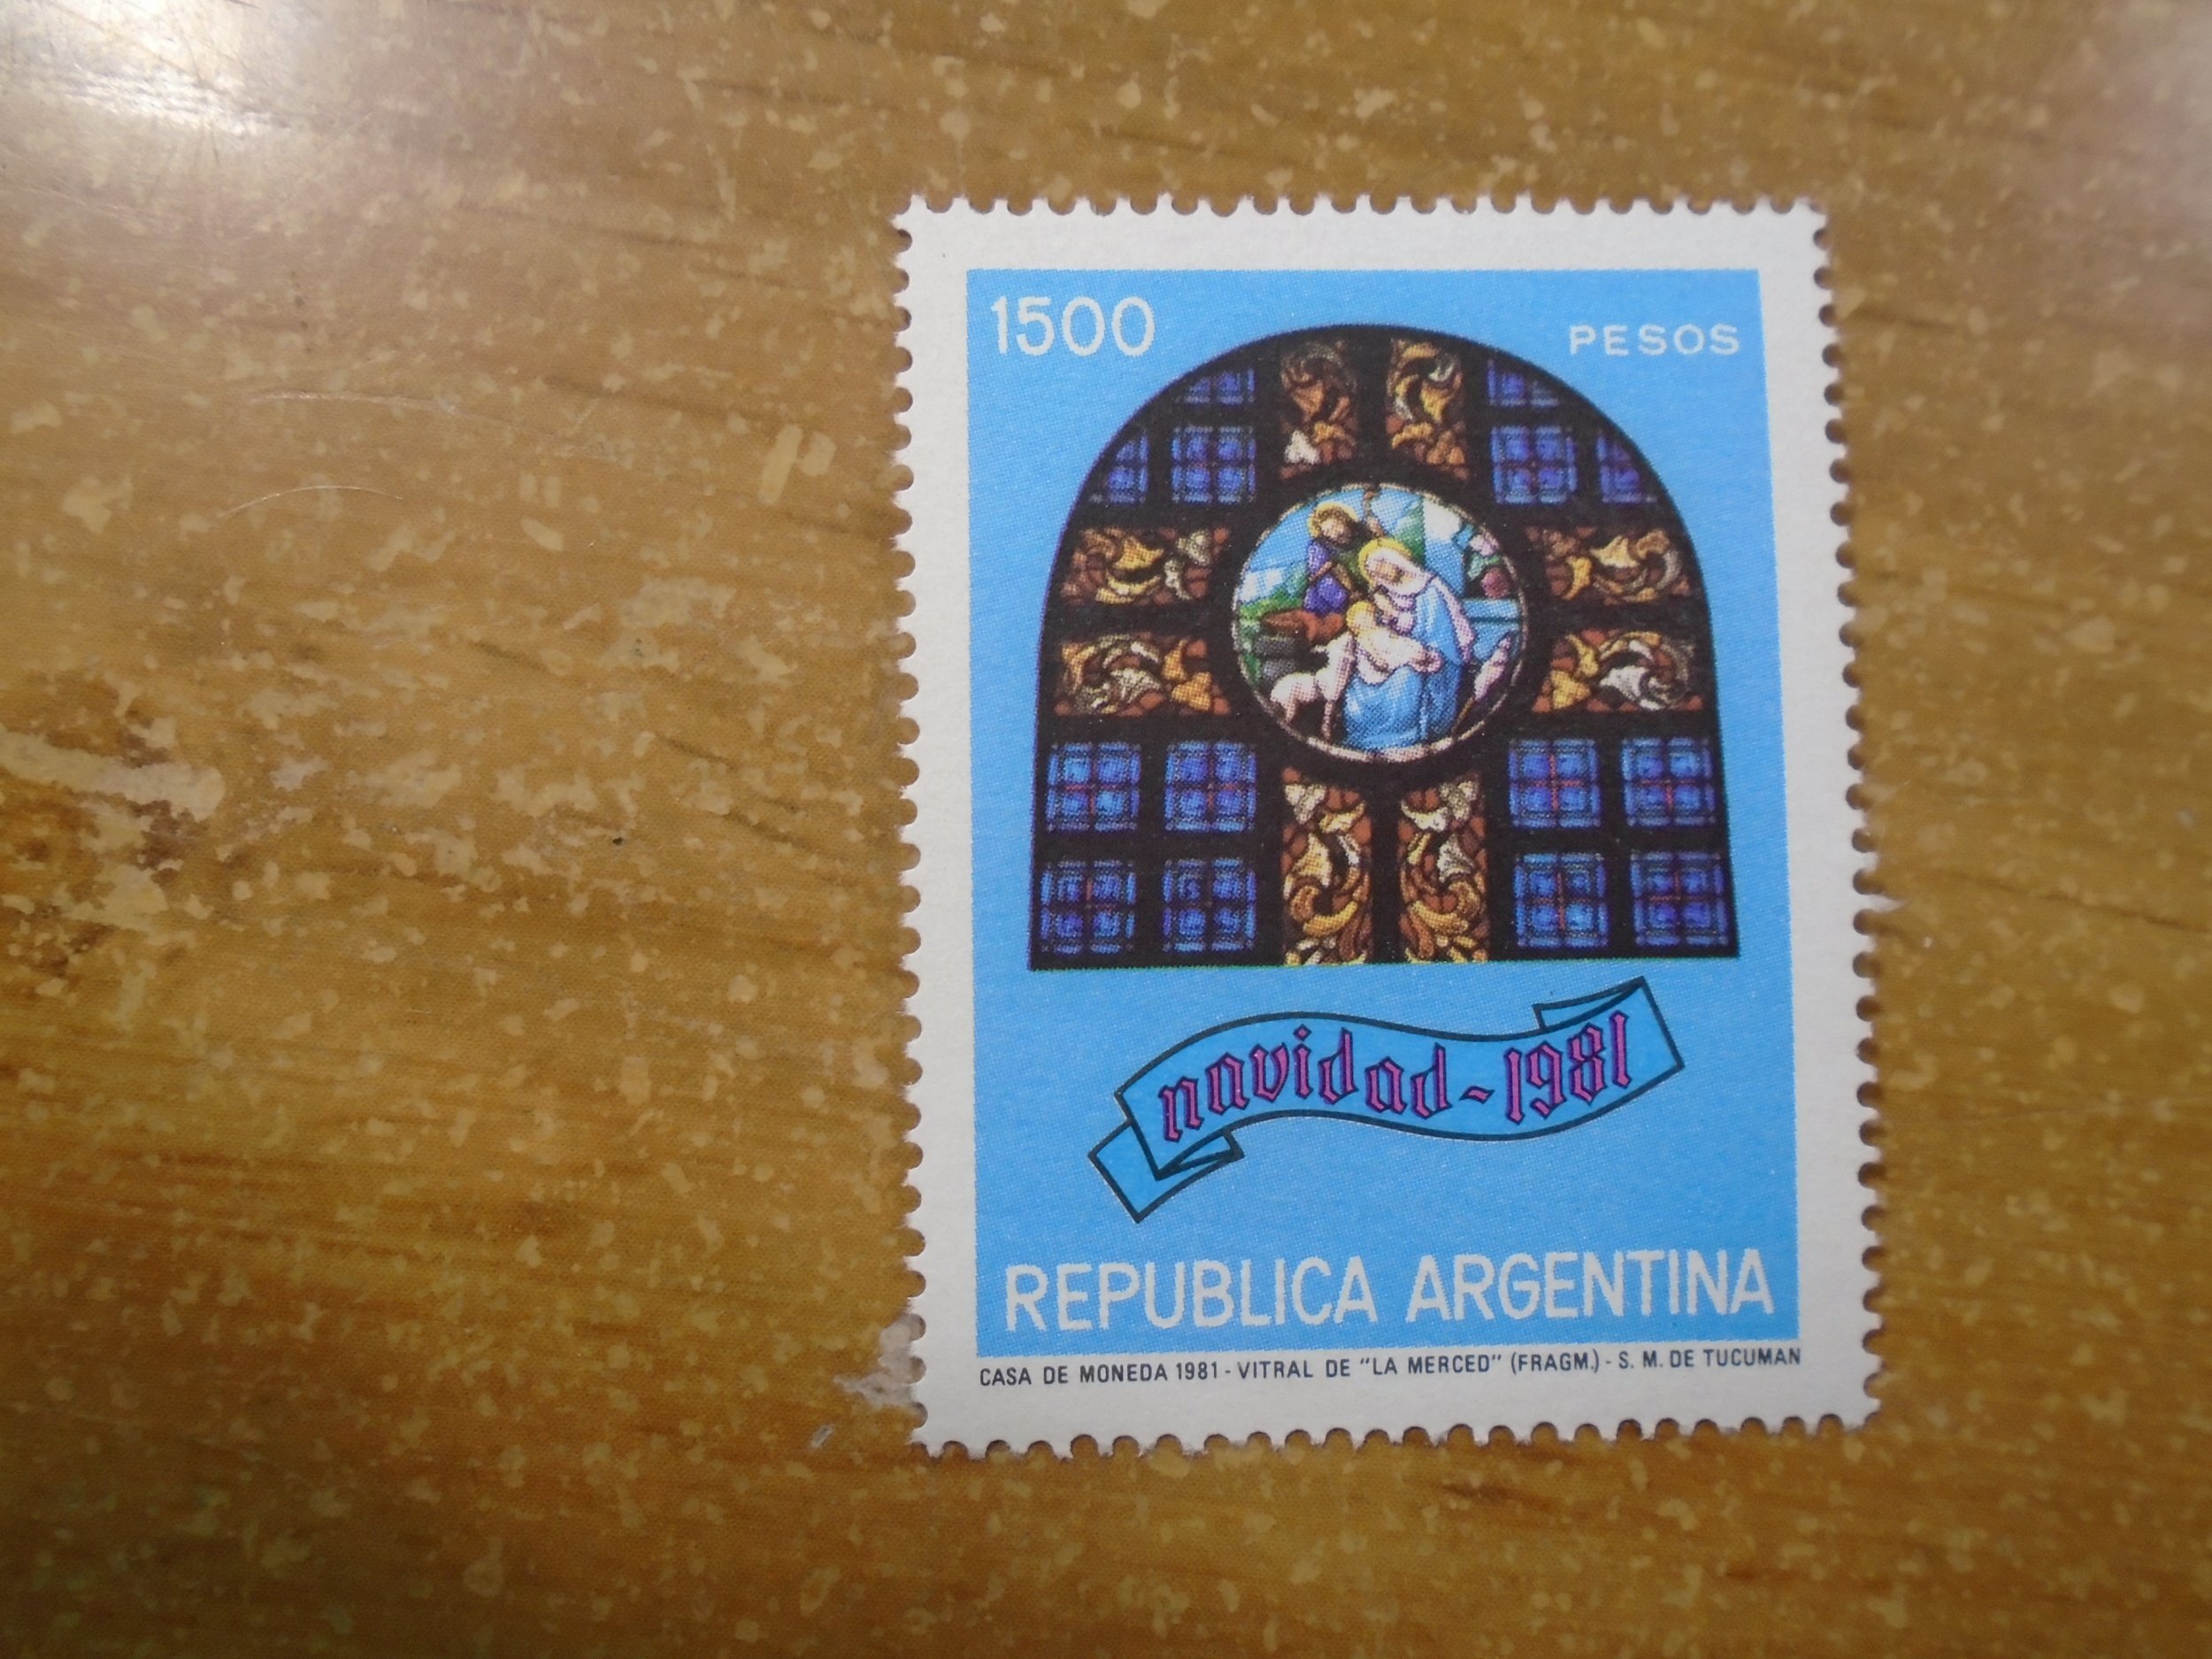 1500 PESOS
navidad-1981
REPUBLICA ARGENTINA
CASA DE MONEDA 1981 - VITRAL DE "LA MERCED" (FRAGM.) - S. M. DE TUCUMAN